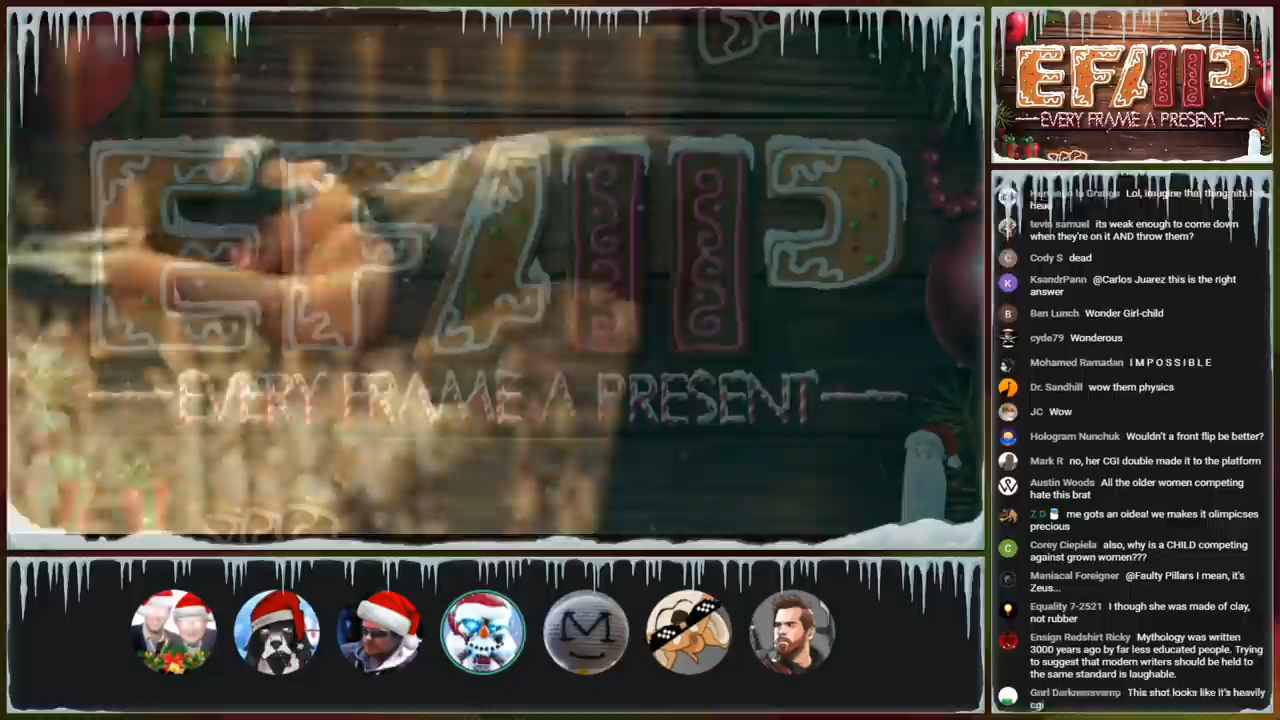 EFAIIP
EVERY FRAME A PRESENT
EFAIIP
EVERY FRAME A PRESENT
Lol, imagine this thing hits her
head
tevin samuel its weak enough to come down
when they're on it AND throw them?
Cody S dead
KsandrPann @Carlos Juarez this is the right
answer
Ben Lunch Wonder Girl-child
cyde79 Wonderous
Mohamed Ramadan I M P O S S I B L E
Dr. Sandhill wow them physics
JC Wow
Hologram Nunchuk Wouldn't a front flip be better?
Mark R no, her CGI double made it to the platform
Austin Woods All the older women competing
hate this brat
Z D me gots an oidea! we makes it olimpicses
precious
Corey Ciepiela also, why is a CHILD competing
against grown women???
Maniacal Foreigner @Faulty Pillars I mean, it's
Zeus...
Equality 7-2521 I though she was made of clay,
not rubber
Ensign Redshirt Ricky Mythology was written
3000 years ago by far less educated people. Trying
to suggest that modern writers should be held to
the same standard is laughable.
This shot looks like it's heavily
cgi
M